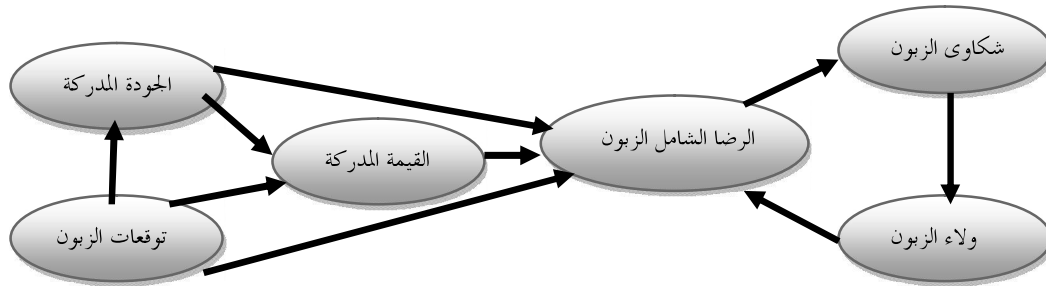 شكاوى الزبون
الجودة المدركة
الرضا الشامل الزبون
القيمة المدركة
توقعات الزبون
ولاء الزبون